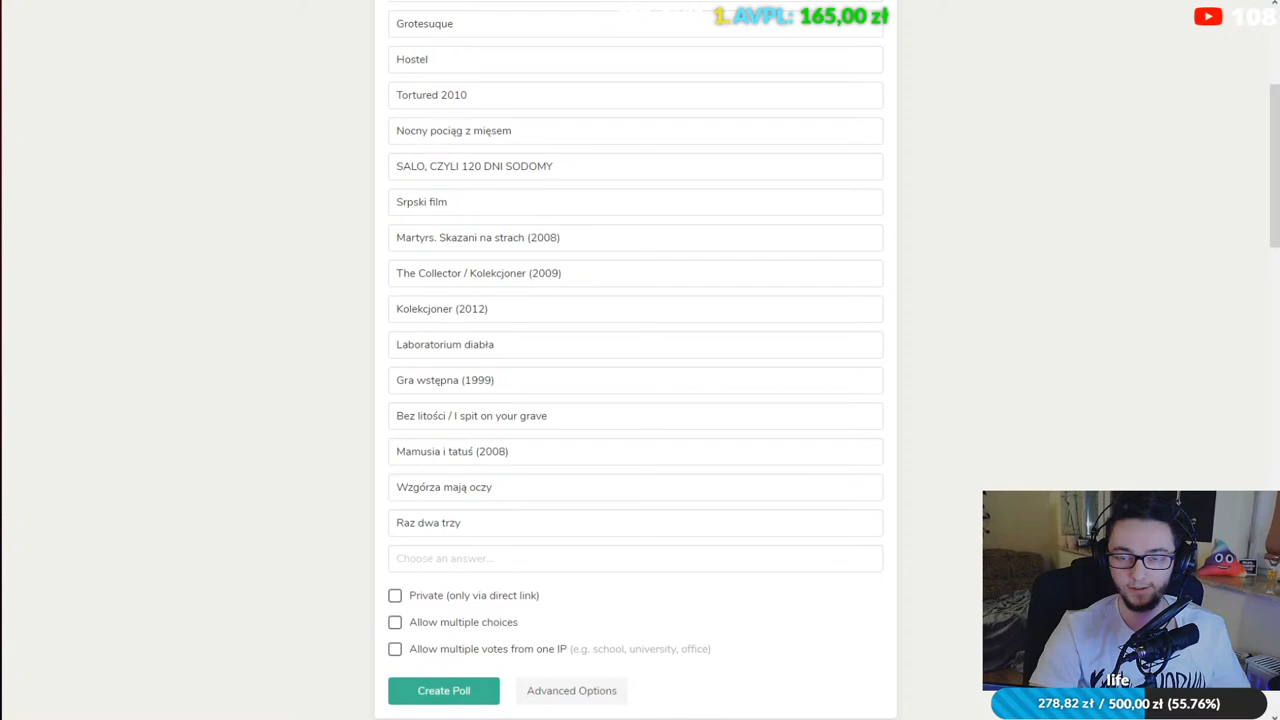 1. AVPL: 165,00 zł
108
Grotesuque
Hostel
Tortured 2010
Nocny pociąg z mięsem
SALO, CZYLI 120 DNI SODOMY
Srpski film
Martyrs. Skazani na strach (2008)
The Collector / Kolekcjoner (2009)
Kolekcjoner (2012)
Laboratorium diabła
Gra wstępna (1999)
Bez litości / I spit on your grave
Mamusia i tatuś (2008)
Wzgórza mają oczy
Raz dwa trzy
Choose an answer...
Private (only via direct link)
Allow multiple choices
Allow multiple votes from one IP (e.g. school, university, office)
Create Poll
Advanced Options
life
278,82 zł / 500,00 zł (55.76%)